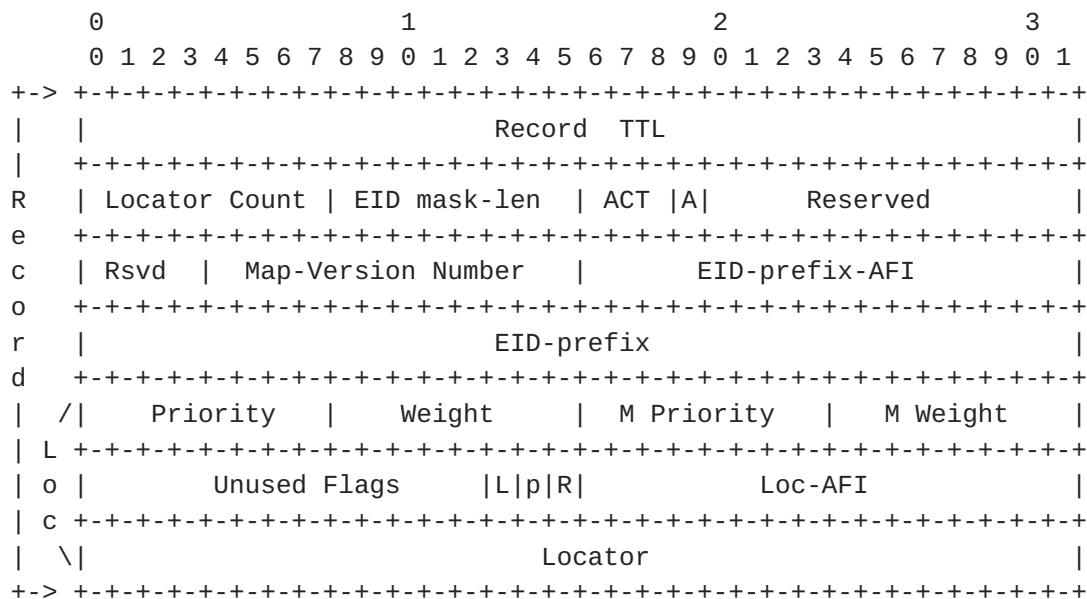 0                   1                   2                   3
        0 1 2 3 4 5 6 7 8 9 0 1 2 3 4 5 6 7 8 9 0 1 2 3 4 5 6 7 8 9 0 1
   +-> +-+-+-+-+-+-+-+-+-+-+-+-+-+-+-+-+-+-+-+-+-+-+-+-+-+-+-+-+-+-+-+-+
   |   |                          Record  TTL                          |
   |   +-+-+-+-+-+-+-+-+-+-+-+-+-+-+-+-+-+-+-+-+-+-+-+-+-+-+-+-+-+-+-+-+
   R   | Locator Count | EID mask-len  | ACT |A|      Reserved         |
   e   +-+-+-+-+-+-+-+-+-+-+-+-+-+-+-+-+-+-+-+-+-+-+-+-+-+-+-+-+-+-+-+-+
   c   | Rsvd  |  Map-Version Number   |       EID-prefix-AFI          |
   o   +-+-+-+-+-+-+-+-+-+-+-+-+-+-+-+-+-+-+-+-+-+-+-+-+-+-+-+-+-+-+-+-+
   r   |                          EID-prefix                           |
   d   +-+-+-+-+-+-+-+-+-+-+-+-+-+-+-+-+-+-+-+-+-+-+-+-+-+-+-+-+-+-+-+-+
   |  /|    Priority   |    Weight     |  M Priority   |   M Weight    |
   | L +-+-+-+-+-+-+-+-+-+-+-+-+-+-+-+-+-+-+-+-+-+-+-+-+-+-+-+-+-+-+-+-+
   | o |        Unused Flags     |L|p|R|           Loc-AFI             |
   | c +-+-+-+-+-+-+-+-+-+-+-+-+-+-+-+-+-+-+-+-+-+-+-+-+-+-+-+-+-+-+-+-+
   |  \|                             Locator                           |
   +-> +-+-+-+-+-+-+-+-+-+-+-+-+-+-+-+-+-+-+-+-+-+-+-+-+-+-+-+-+-+-+-+-+